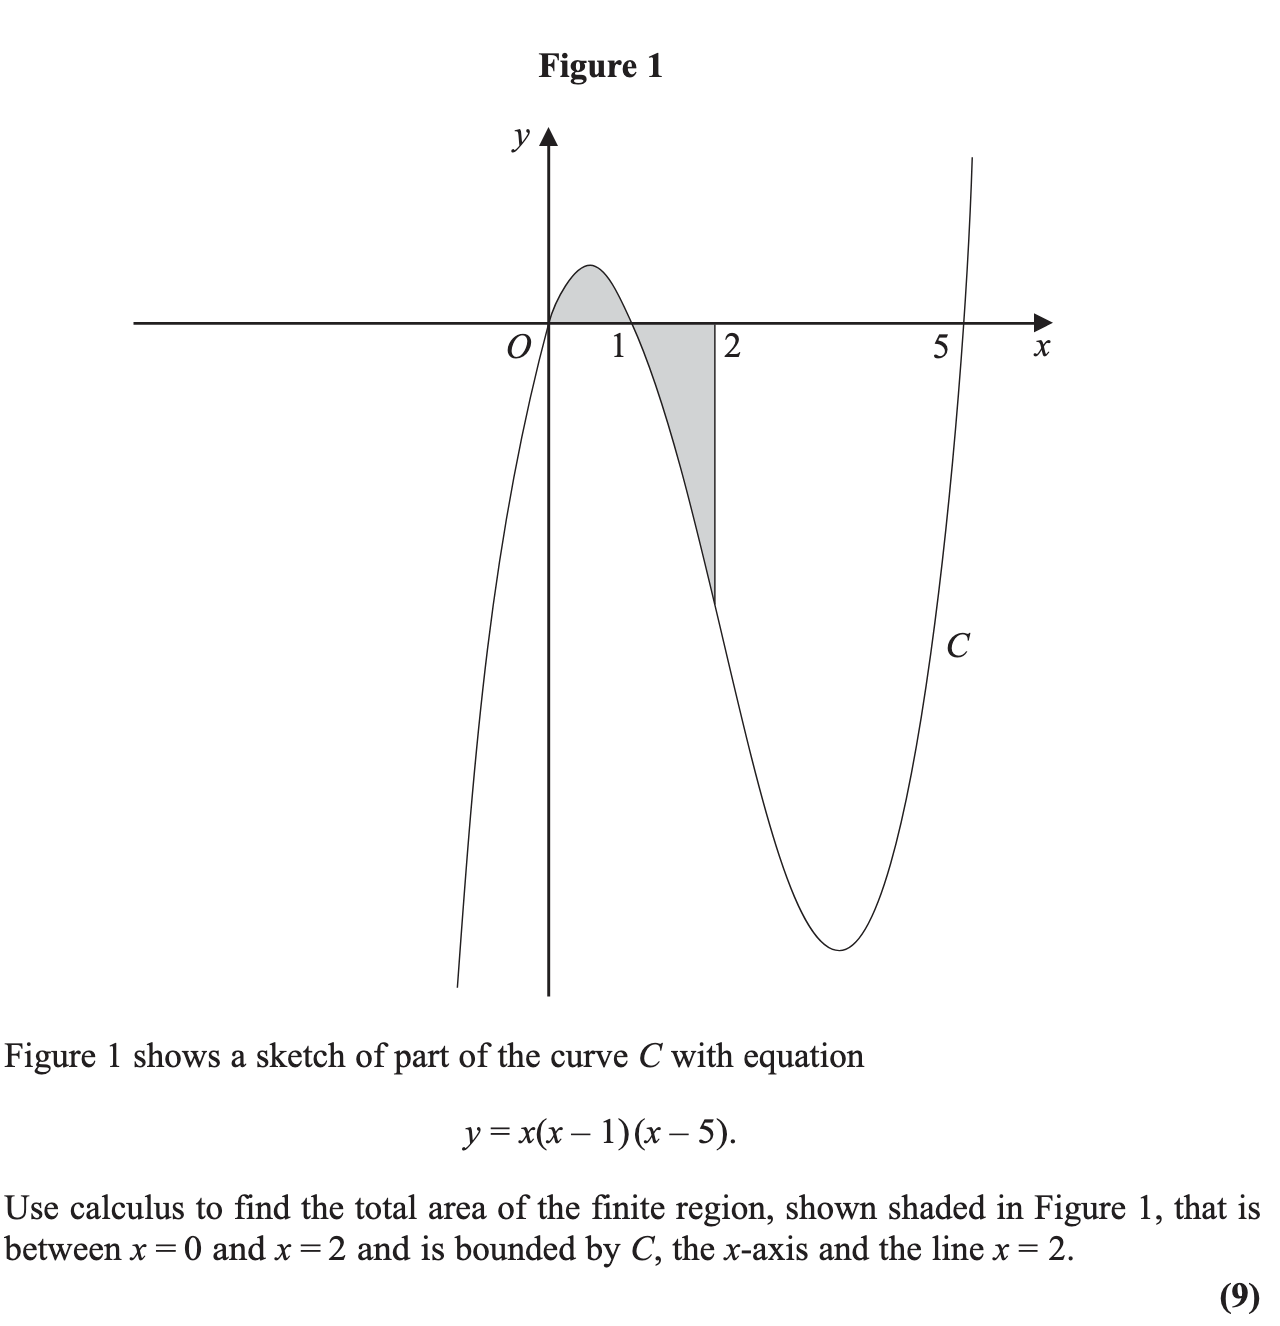 Figure 1
y
O
1
2
5
x
C
Figure 1 shows a sketch of part of the curve C with equation
y = x(x – 1)(x – 5).
Use calculus to find the total area of the finite region, shown shaded in Figure 1, that is
between x = 0 and x = 2 and is bounded by C, the x-axis and the line x = 2.
(9)